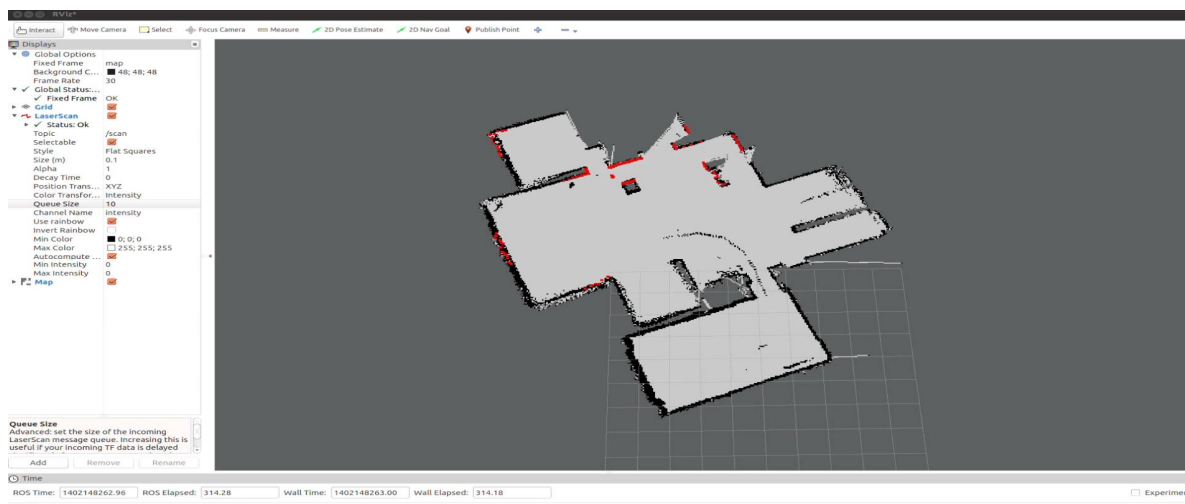 RViz*
Interact Move Camera Select Focus Camera Measure 2D Pose Estimate 2D Nav Goal Publish Point
Displays
Global Options
Fixed Frame map
Background C... 48; 48; 48
Frame Rate 30
Global Status:...
Fixed Frame OK
Grid
LaserScan
Status: Ok
Topic /scan
Selectable
Style Flat Squares
Size (m) 0.1
Alpha 1
Decay Time 0
Position Trans... XYZ
Color Transfor... Intensity
Queue Size 10
Channel Name intensity
Use rainbow
Invert Rainbow
Min Color 0; 0; 0
Max Color 255; 255; 255
Autocompute ...
Min Intensity 0
Max Intensity 0
Map
Queue Size
Advanced: set the size of the incoming
LaserScan message queue. Increasing this is
useful if your incoming TF data is delayed
Add Remove Rename
Time
ROS Time: 1402148262.96 ROS Elapsed: 314.28 Wall Time: 1402148263.00 Wall Elapsed: 314.18 Experime